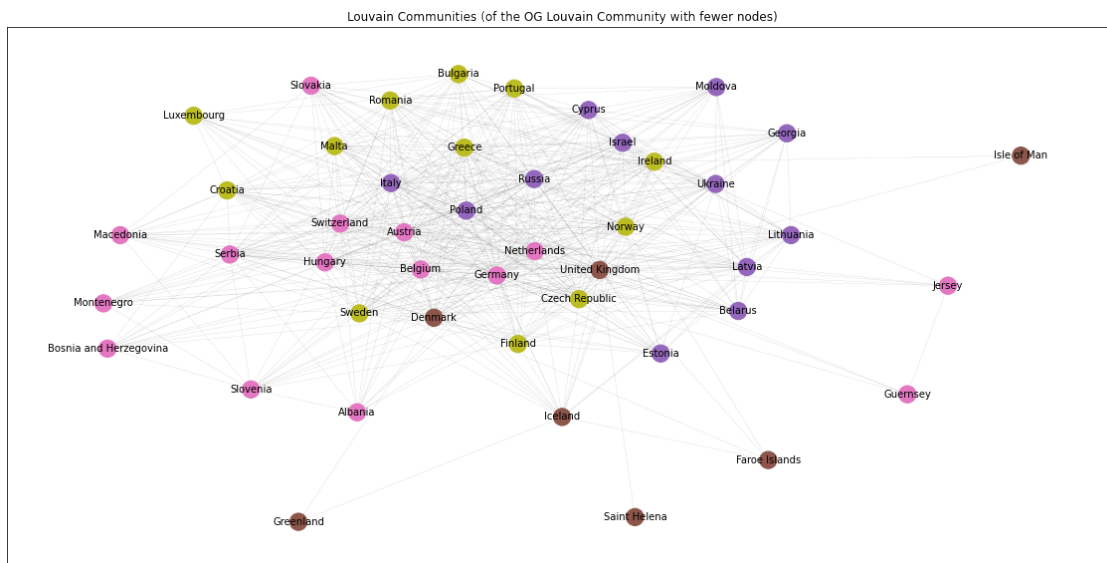 Louvain Communities (of the OG Louvain Community with fewer nodes)
Bulgaria
Slovakia
Moldova
Portugal
Romania
Cyprus
Luxembourg
Georgia
Israel
Malta
Greece
Isle of Man
Ireland
Russia
Italy
Ukraine
Croatia
Poland
Switzerland
Norway
Austria
Macedonia
Lithuania
Netherlands
Serbia
Hungary
Latvia
Belgium
United Kingdom
Germany
Jersey
Czech Republic
Montenegro
Belarus
Sweden
Denmark
Finland
Bosnia and Herzegovina
Estonia
Slovenia
Guernsey
Albania
Iceland
Faroe Islands
Saint Helena
Greenland